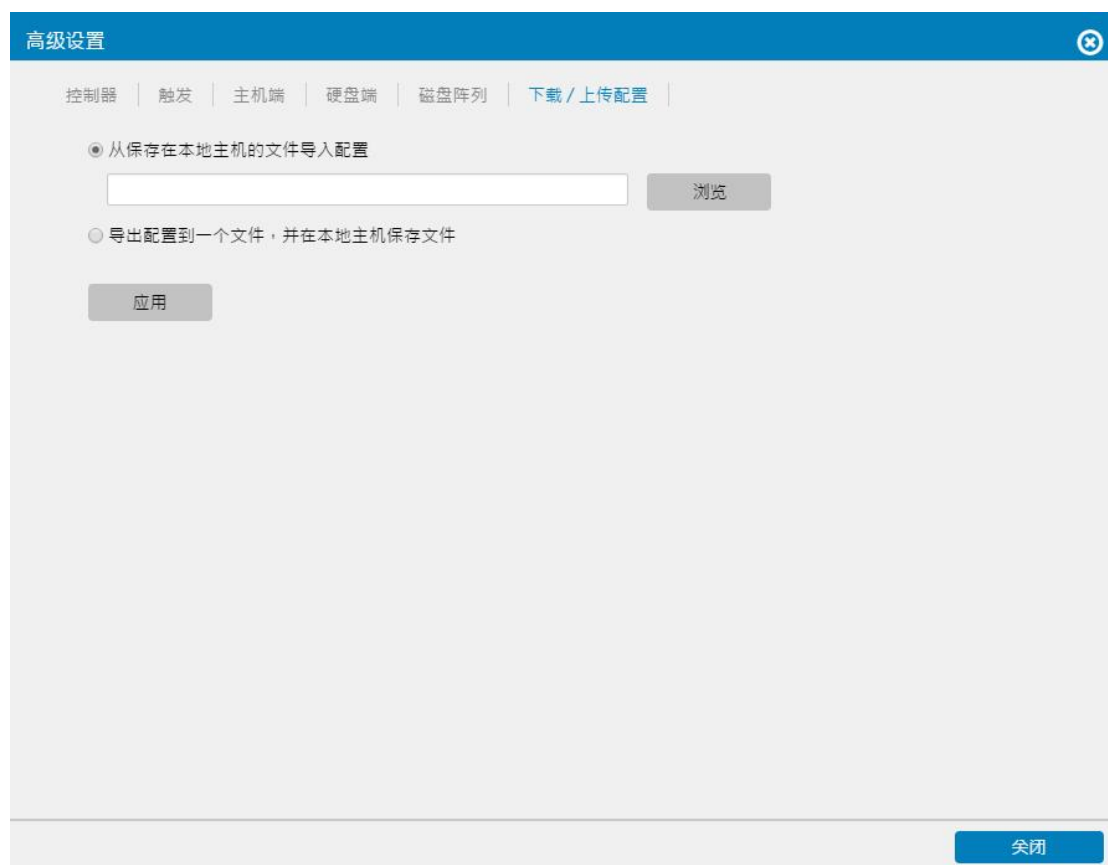 高级设置
控制器 触发 主机端 硬盘端 磁盘阵列 下载 / 上传配置
从保存在本地主机的文件导入配置
浏览
导出配置到一个文件，并在本地主机保存文件
应用
关闭